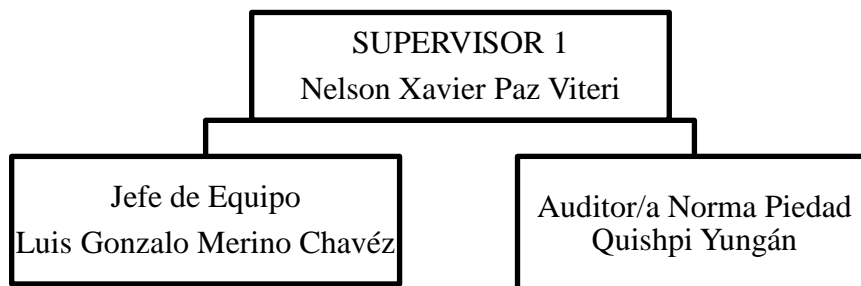 SUPERVISOR 1
Nelson Xavier Paz Viteri
Jefe de Equipo
Luis Gonzalo Merino Chavéz
Auditor/a Norma Piedad
Quishpi Yungán